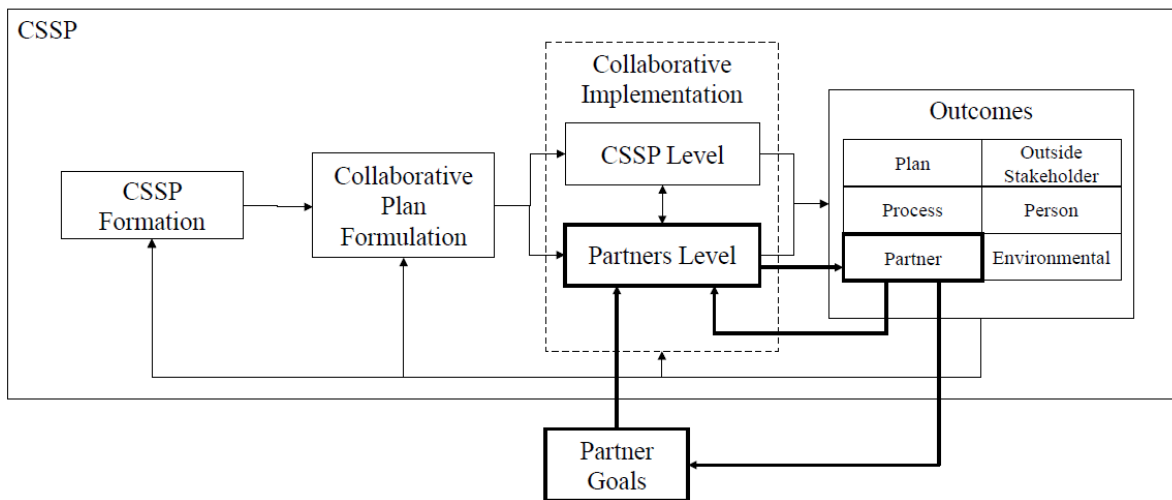 CSSP
Collaborative
Implementation
Outcomes
CSSP Level
Plan
Outside
Stakeholder
CSSP
Formation
Collaborative
Plan
Formulation
Process
Person
Partners Level
Partner
Environmental
Partner
Goals